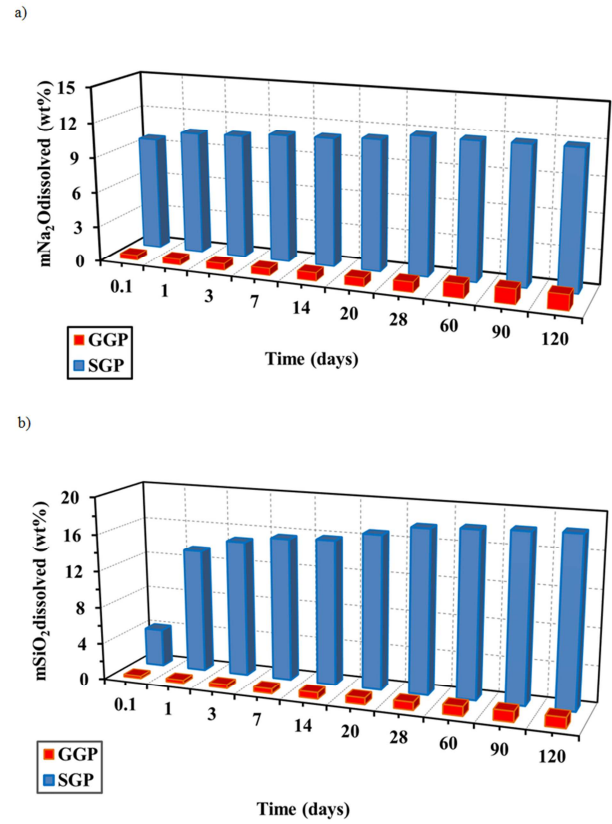 a)
mNa₂Odissolved (wt%)
15
12
9
6
3
0
0.1 1 3 7 14 20 28 60 90 120
GGP
SGP
Time (days)
b)
mSiO₂dissolved (wt%)
20
16
12
8
4
0
0.1 1 3 7 14 20 28 60 90 120
GGP
SGP
Time (days)